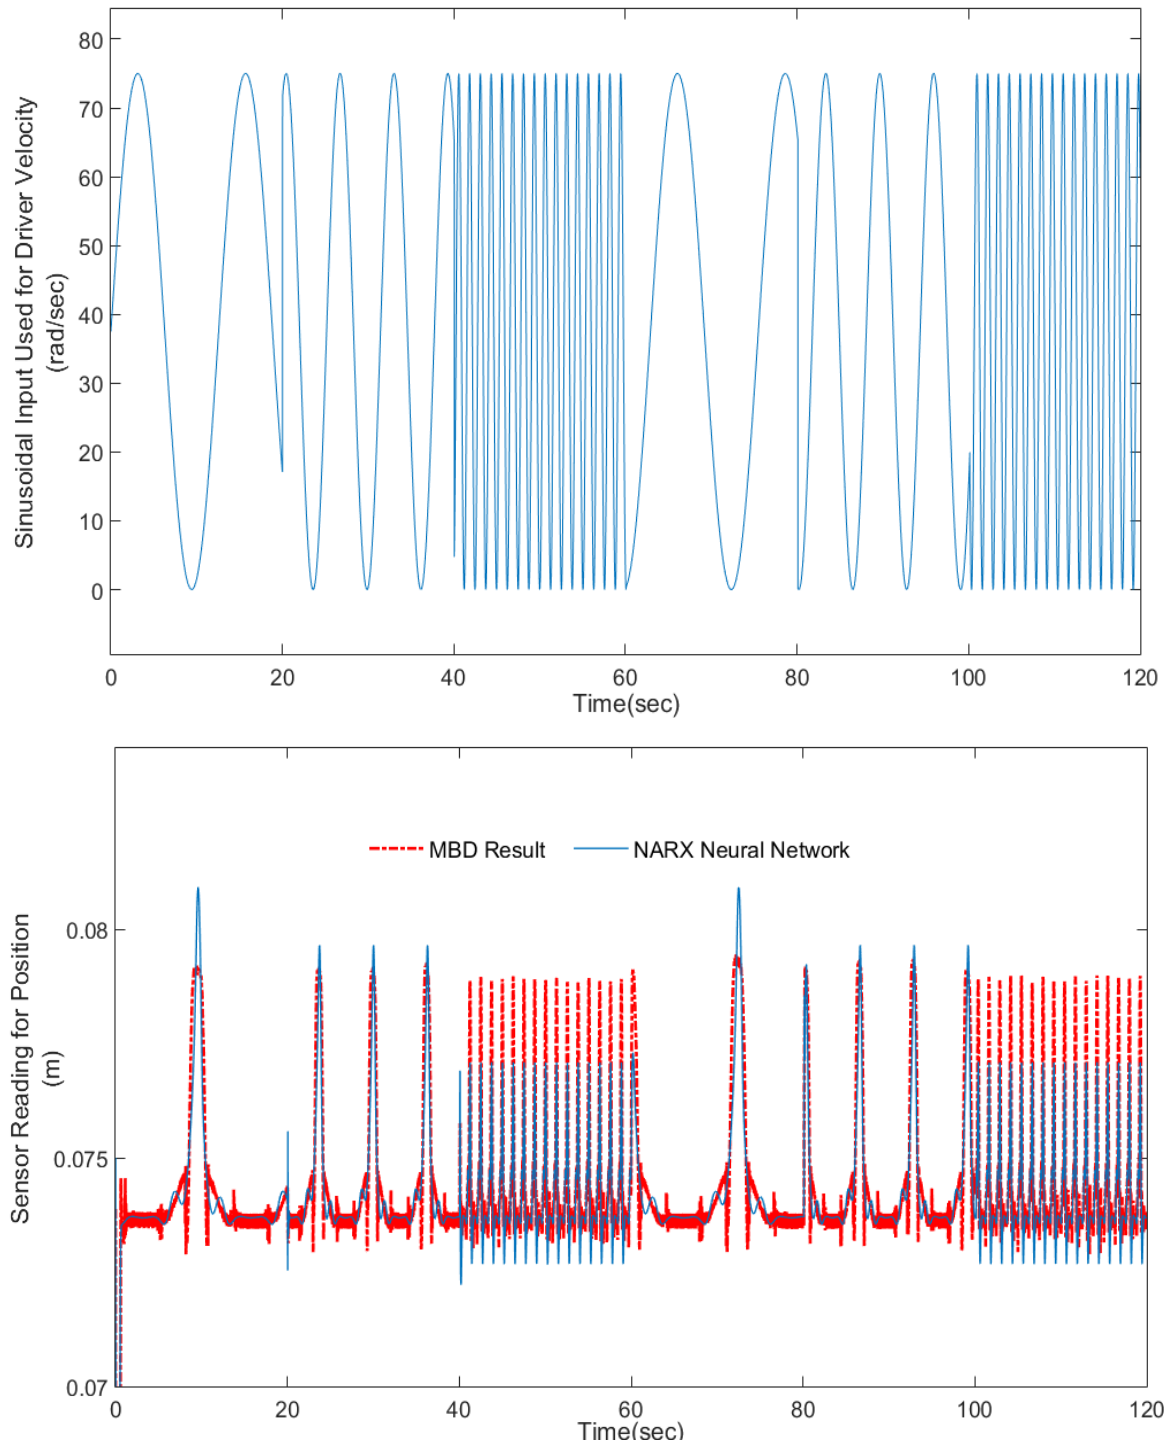 Sinusoidal Input Used for Driver Velocity
(rad/sec)
80
70
60
50
40
30
20
10
0
0 20 40 60 80 100 120
Time(sec)
MBD Result NARX Neural Network
Sensor Reading for Position
(m)
0.08
0.075
0.07
0 20 40 60 80 100 120
Time(sec)